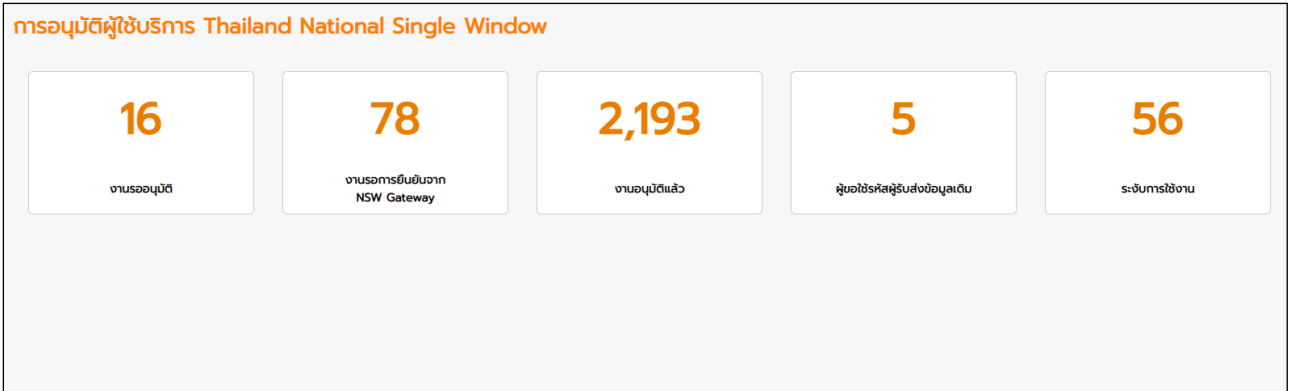 การอนุมัติผู้ใช้บริการ Thailand National Single Window
16
งานรออนุมัติ
78
งานรอการยืนยันจาก
NSW Gateway
2,193
งานอนุมัติแล้ว
5
ผู้ขอใช้รหัสผู้รับส่งข้อมูลเดิม
56
ระงับการใช้งาน